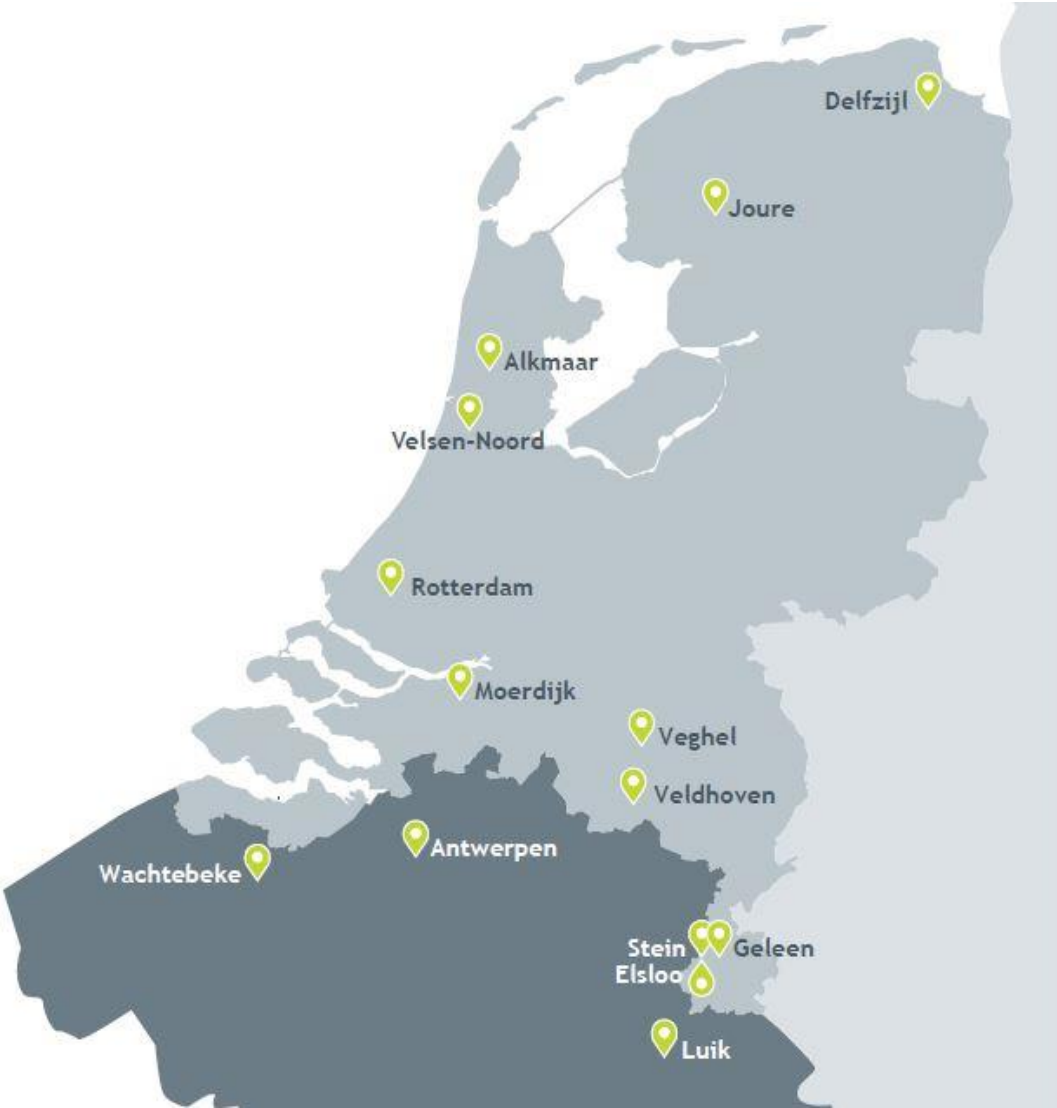 Delfzijl
Joure
Alkmaar
Velsen-Noord
Rotterdam
Moerdijk
Veghel
Veldhoven
Antwerpen
Wachtebeke
Stein
Geleen
Elsloo
Luik